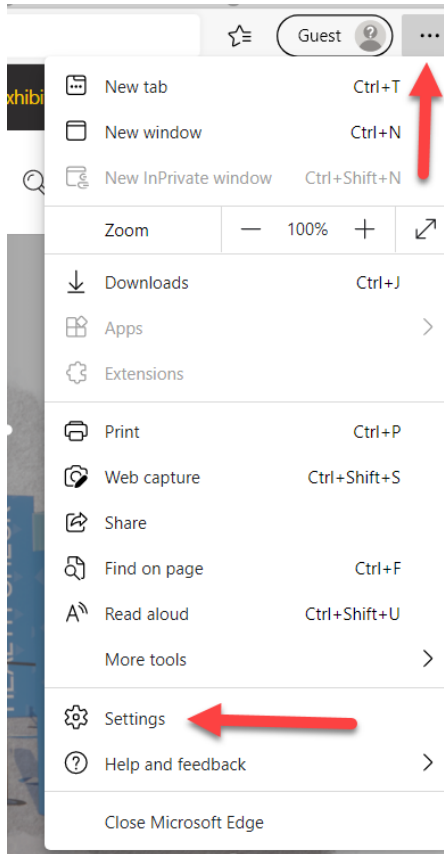 Guest
xhibi
New tab Ctrl+T
New window Ctrl+N
New InPrivate window Ctrl+Shift+N
Zoom — 100% +
Downloads Ctrl+J
Apps
Extensions
Print Ctrl+P
Web capture Ctrl+Shift+S
Share
Find on page Ctrl+F
Read aloud Ctrl+Shift+U
More tools
Settings
Help and feedback
Close Microsoft Edge
HEALTH CHECK